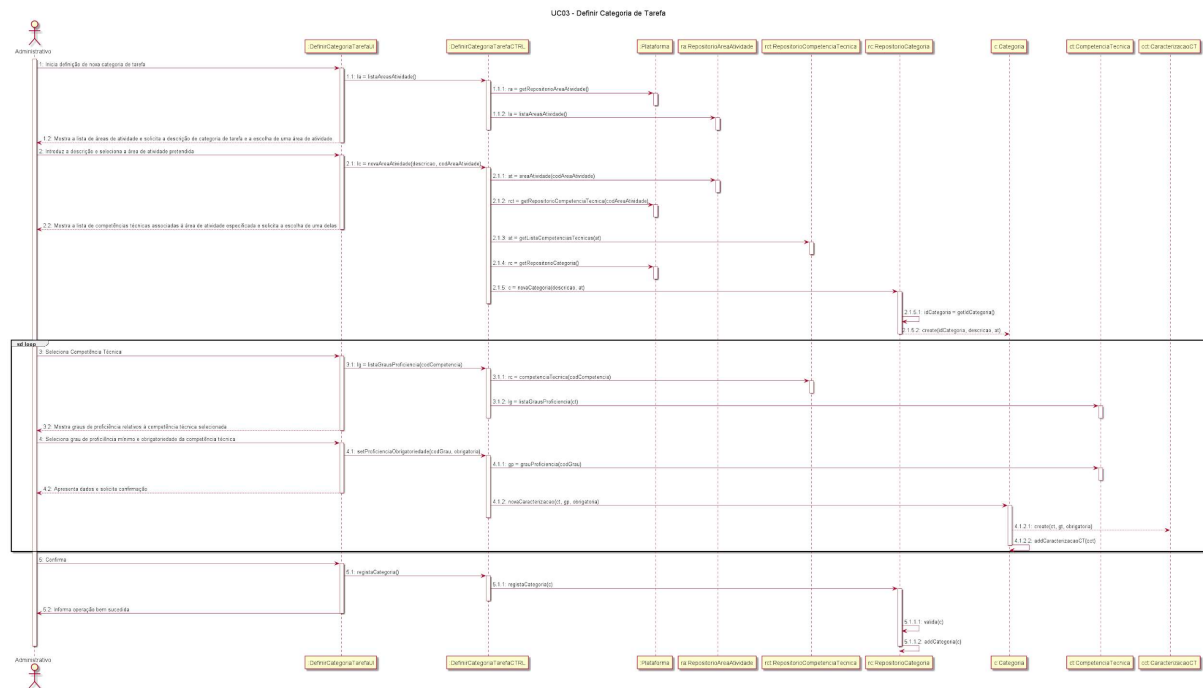 UC03 - Definir Categoria de Tarefa
Administrativo
:DefinirCategoriaTarefaUI
:DefinirCategoriaTarefaCTRL
:Plataforma
ra:RepositorioAreaAtividade
rct:RepositorioCompetenciaTecnica
rc:RepositorioCategoria
c:Categoria
ct:CompetenciaTecnica
cct:CaracterizacaoCT
1: Inicia definição de nova categoria de tarefa
1.1: la = listaAreasAtividade()
1.1.1: ra = getRepositorioAreaAtividade()
1.1.2: la = listaAreasAtividade()
1.2: Mostra a lista de áreas de atividade e solicita a descrição de categoria de tarefa e a escolha de uma área de atividade
2: Introduz a descrição e seleciona a área de atividade pretendida
2.1: lc = novaAreaAtividade(descricao, codAreaAtividade)
2.1.1: at = areaAtividade(codAreaAtividade)
2.1.2: rct = getRepositorioCompetenciaTecnica(codAreaAtividade)
2.2: Mostra a lista de competências técnicas associadas à área de atividade especificada e solicita a escolha de uma delas
2.1.3: at = getListaCompetenciasTecnicas(at)
2.1.4: rc = getRepositorioCategoria()
2.1.5: c = novaCategoria(descricao, at)
2.1.5.1: idCategoria = getIdCategoria()
2.1.5.2: create(idCategoria, descricao, at)
sd loop
3: Seleciona Competência Técnica
3.1: lg = listaGrausProficiencia(codCompetencia)
3.1.1: rc = competenciaTecnica(codCompetencia)
3.1.2: lg = listaGrausProficiencia(ct)
3.2: Mostra graus de proficiência relativos à competência técnica selecionada
4: Seleciona grau de proficiência mínimo e obrigatoriedade da competência técnica
4.1: setProficienciaObrigatoriedade(codGrau, obrigatoria)
4.1.1: gp = grauProficiencia(codGrau)
4.2: Apresenta dados e solicita confirmação
4.1.2: novaCaracterizacao(ct, gp, obrigatoria)
4.1.2.1: create(ct, gt, obrigatoria)
4.1.2.2: addCaracterizacaoCT(cct)
5: Confirma
5.1: registaCategoria()
5.1.1: registaCategoria(c)
5.2: Informa operação bem sucedida
5.1.1.1: valida(c)
5.1.1.2: addCategoria(c)
Administrativo
:DefinirCategoriaTarefaUI
:DefinirCategoriaTarefaCTRL
:Plataforma
ra:RepositorioAreaAtividade
rct:RepositorioCompetenciaTecnica
rc:RepositorioCategoria
c:Categoria
ct:CompetenciaTecnica
cct:CaracterizacaoCT